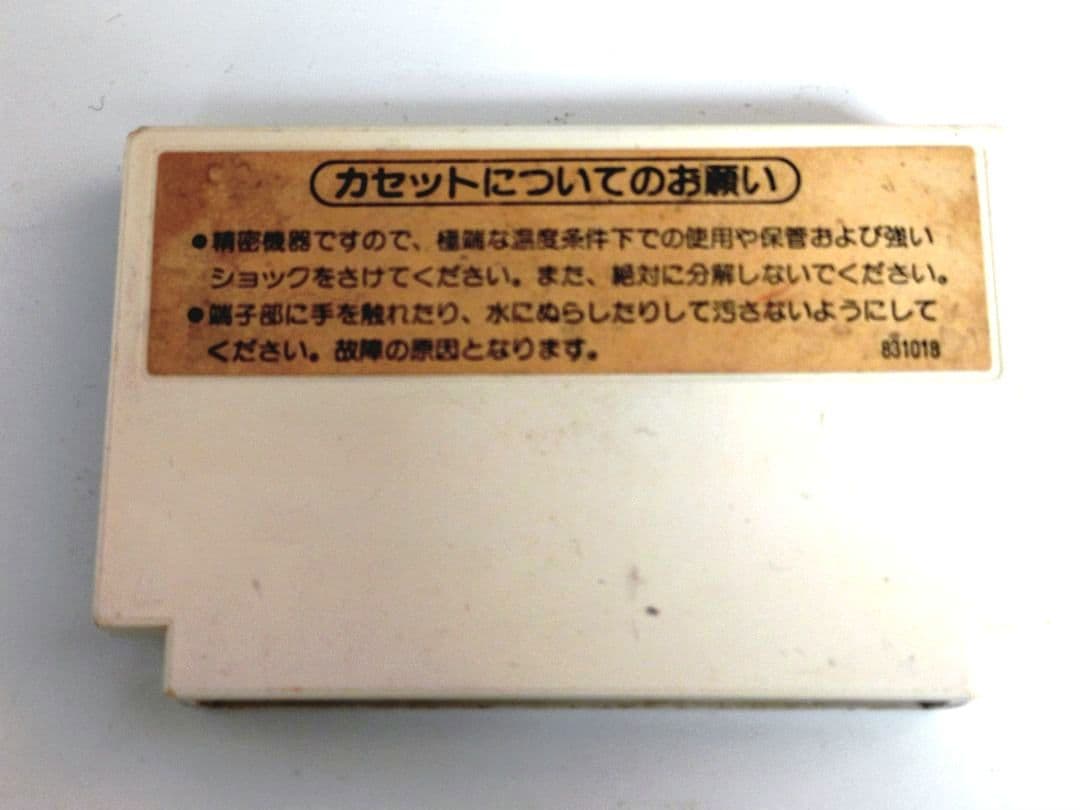 カセットについてのお願い
●精密機器ですので、極端な温度条件下での使用や保管および強い
ショックをさけてください。また、絶対に分解しないでください。
●端子部に手を触れたり、水にぬらしたりして汚さないようにして
ください。故障の原因となります。
831018